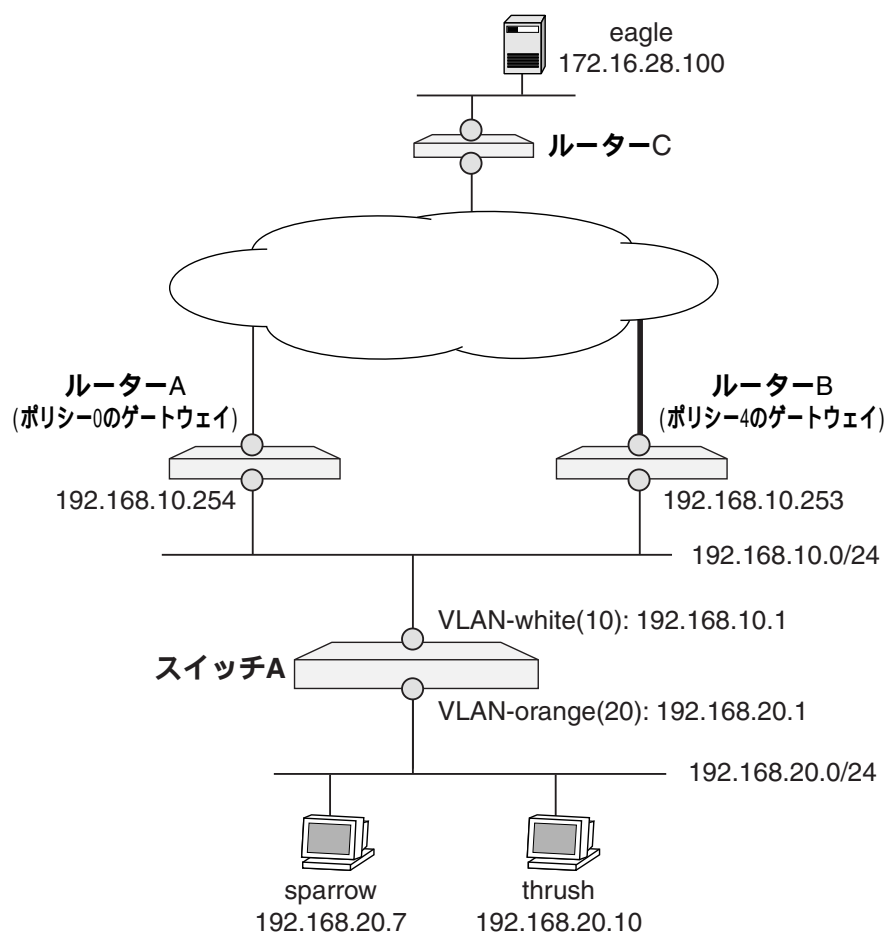 eagle
172.16.28.100
ルーターC
ルーターA
(ポリシー0のゲートウェイ)
ルーターB
(ポリシー4のゲートウェイ)
192.168.10.254
192.168.10.253
192.168.10.0/24
VLAN-white(10): 192.168.10.1
スイッチA
VLAN-orange(20): 192.168.20.1
192.168.20.0/24
sparrow
192.168.20.7
thrush
192.168.20.10